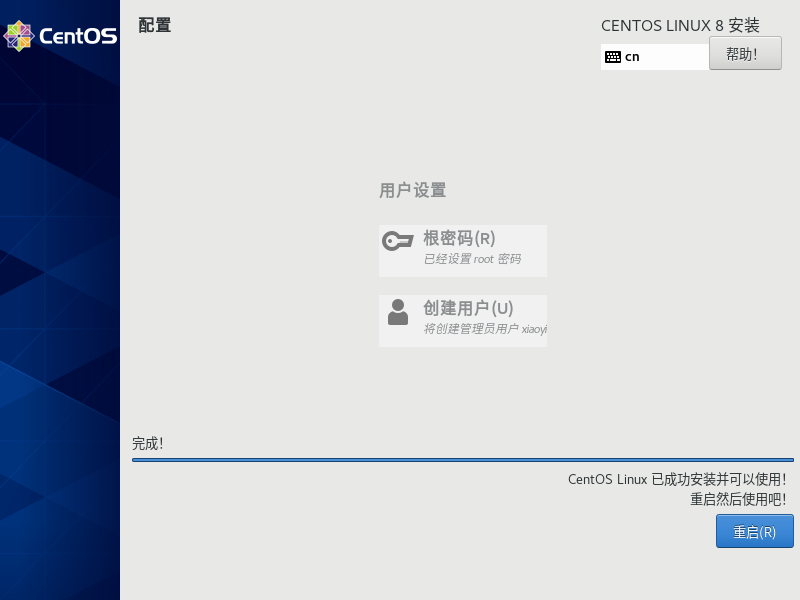 CentOS
配置
CENTOS LINUX 8 安装
cn
帮助！
用户设置
根密码(R)
已经设置 root 密码
创建用户(U)
将创建管理员用户 xiaoyi
完成！
CentOS Linux 已成功安装并可以使用！
重启然后使用吧！
重启(R)